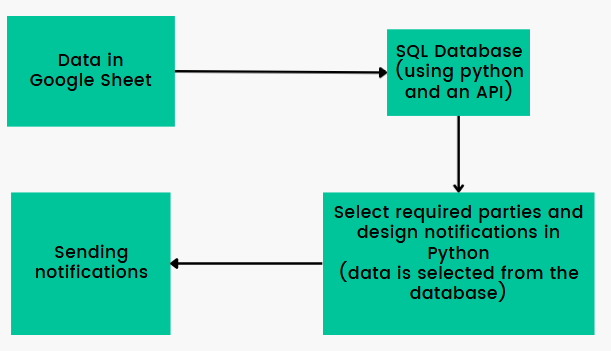 Data in
Google Sheet
SQL Database
(using python
and an API)
Select required parties and
design notifications in
Python
(data is selected from the
database)
Sending
notifications